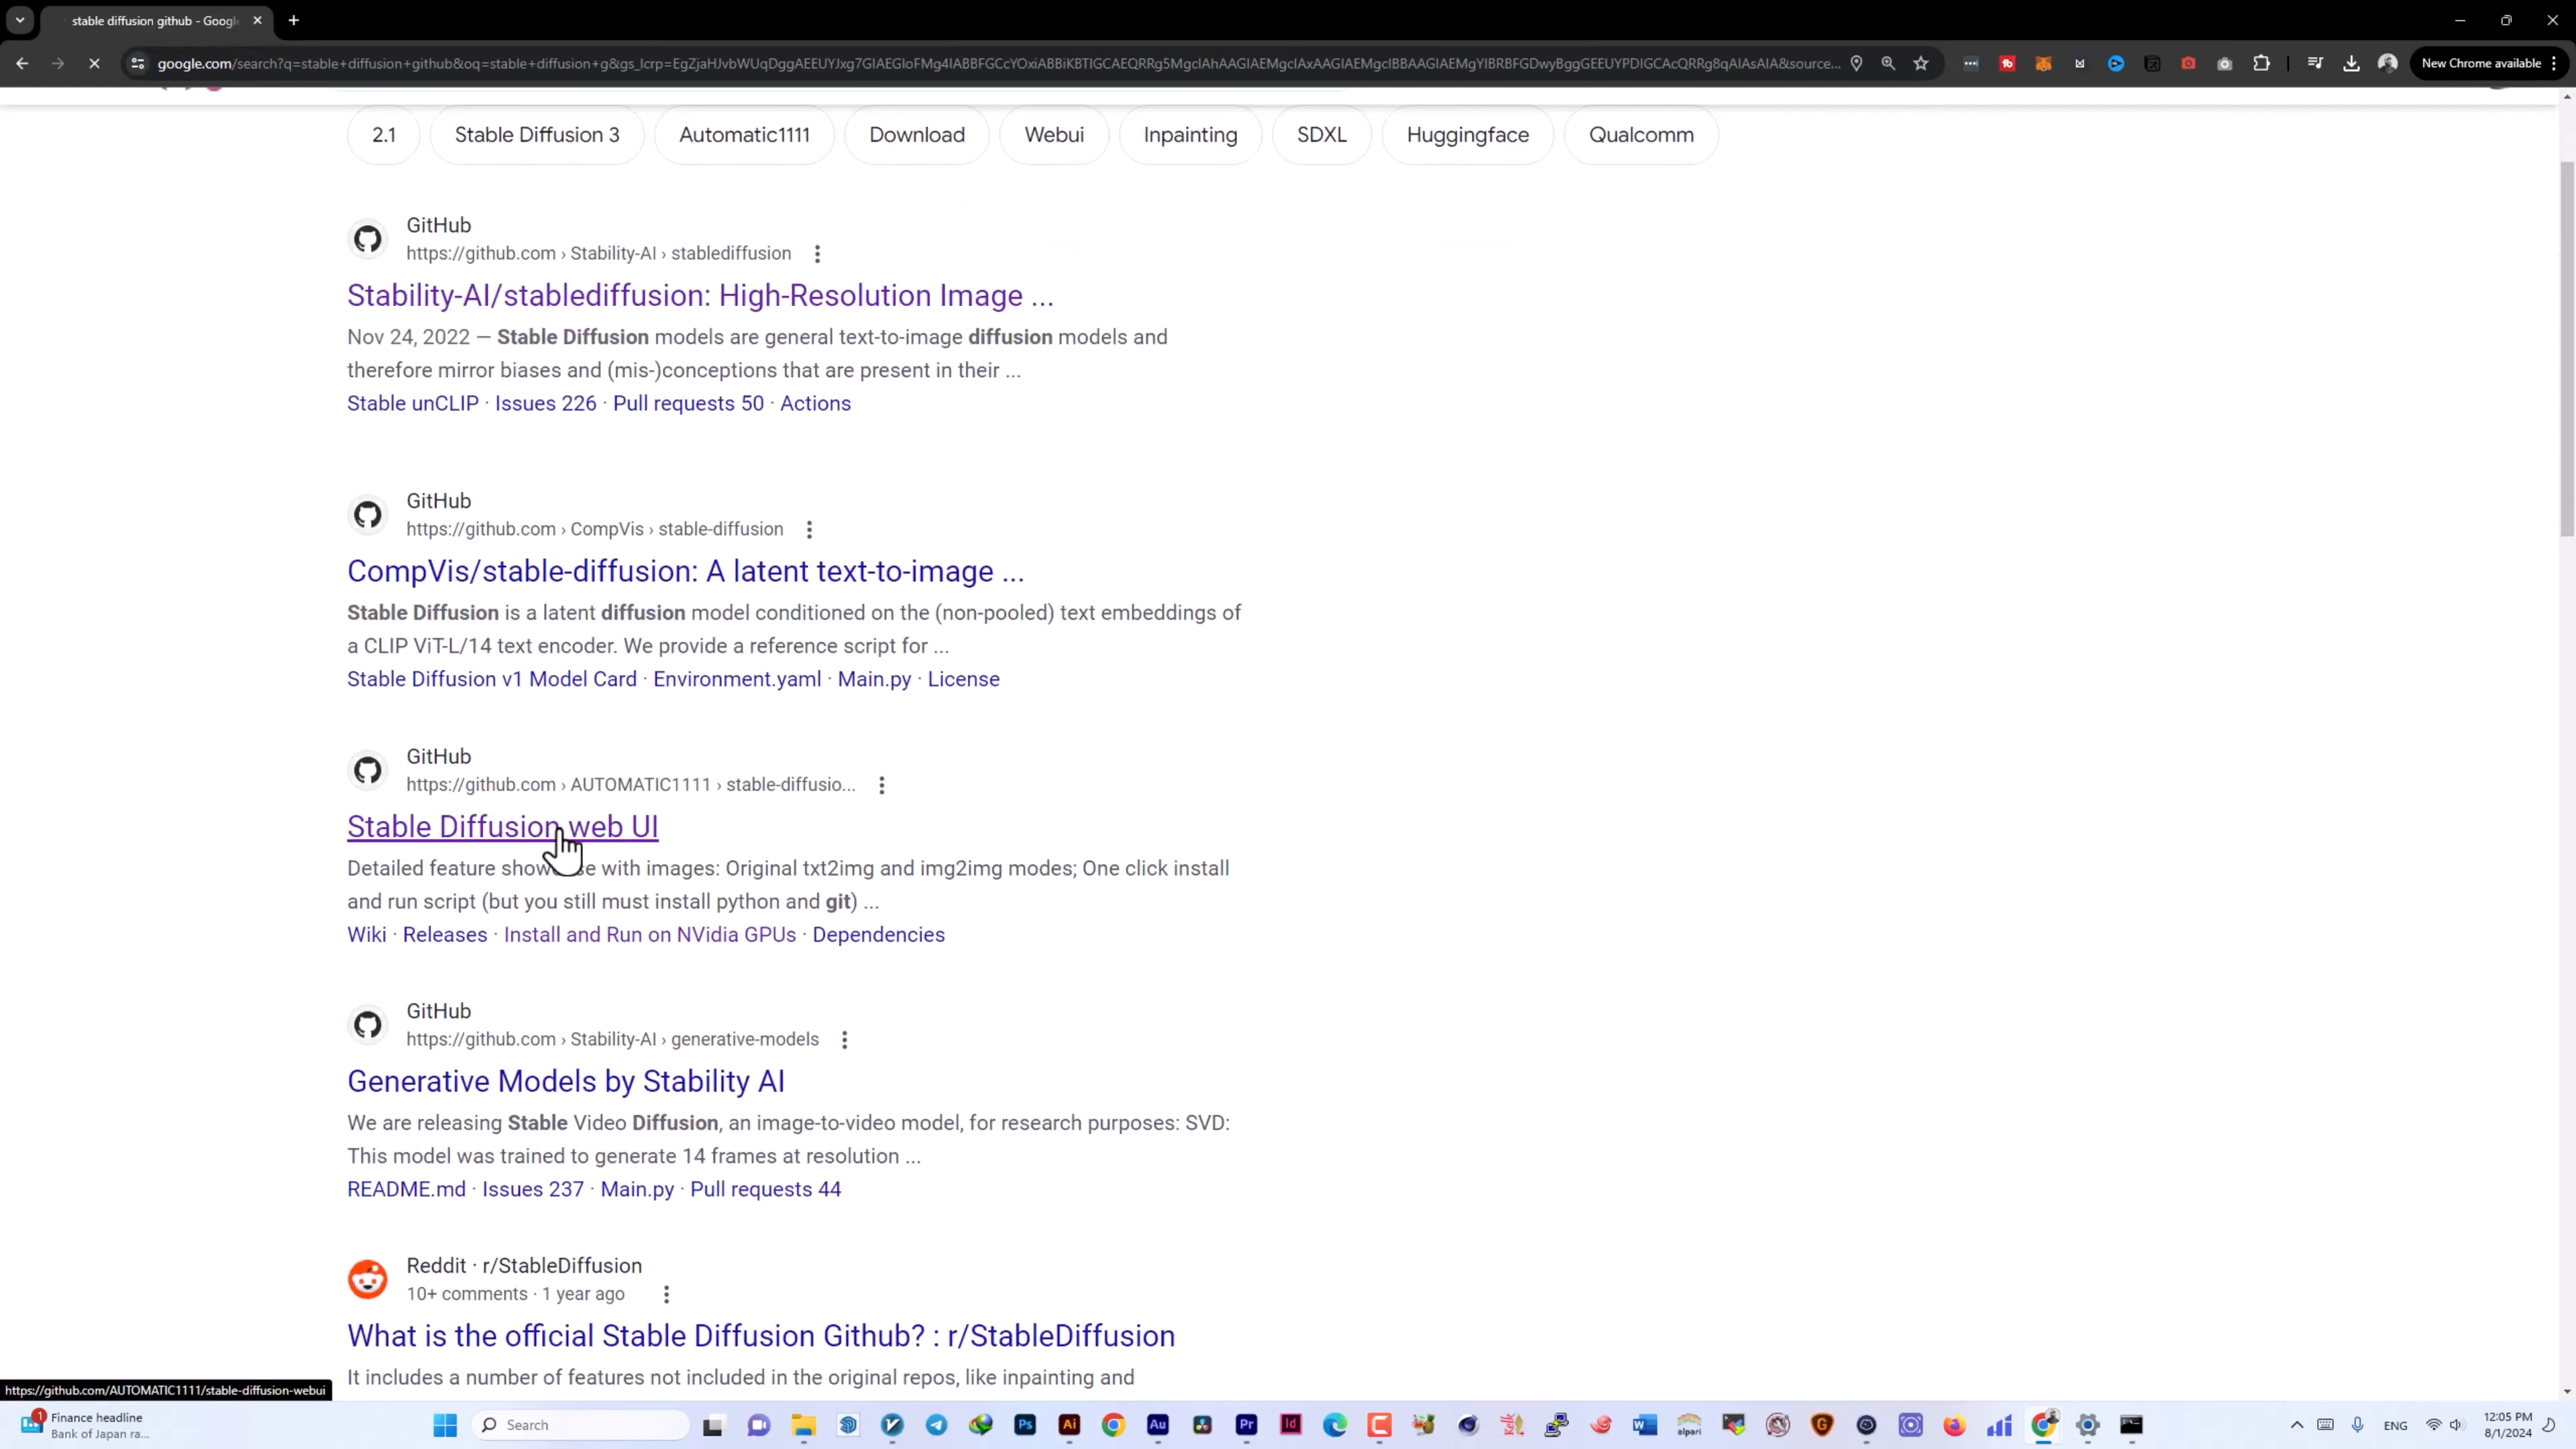 stable diffusion github - Googl
google.com/search?q=stable+diffusion+github&oq=stable+diffusion+g&gs_lcrp=
New Chrome available
2.1
Stable Diffusion 3
Automatic1111
Download
Webui
Inpainting
SDXL
Huggingface
Qualcomm
GitHub
https://github.com › Stability-AI › stablediffusion
Stability-AI/stablediffusion: High-Resolution Image ...
Nov 24, 2022 — Stable Diffusion models are general text-to-image diffusion models and
therefore mirror biases and (mis-)conceptions that are present in their ...
Stable unCLIP · Issues 226 · Pull requests 50 · Actions
GitHub
https://github.com › CompVis › stable-diffusion
CompVis/stable-diffusion: A latent text-to-image ...
Stable Diffusion is a latent diffusion model conditioned on the (non-pooled) text embeddings of
a CLIP ViT-L/14 text encoder. We provide a reference script for ...
Stable Diffusion v1 Model Card · Environment.yaml · Main.py · License
GitHub
https://github.com › AUTOMATIC1111 › stable-diffusio...
Stable Diffusion web UI
Detailed feature showcase with images: Original txt2img and img2img modes; One click install
and run script (but you still must install python and git) ...
Wiki · Releases · Install and Run on NVidia GPUs · Dependencies
GitHub
https://github.com › Stability-AI › generative-models
Generative Models by Stability AI
We are releasing Stable Video Diffusion, an image-to-video model, for research purposes: SVD:
This model was trained to generate 14 frames at resolution ...
README.md · Issues 237 · Main.py · Pull requests 44
Reddit · r/StableDiffusion
10+ comments · 1 year ago
What is the official Stable Diffusion Github? : r/StableDiffusion
It includes a number of features not included in the original repos, like inpainting and
https://github.com/AUTOMATIC1111/stable-diffusion-webui
1
Finance headline
Bank of Japan ra...
Search
Ps
Ai
Au
Pr
Id
alpari
ENG
12:05 PM
8/1/2024